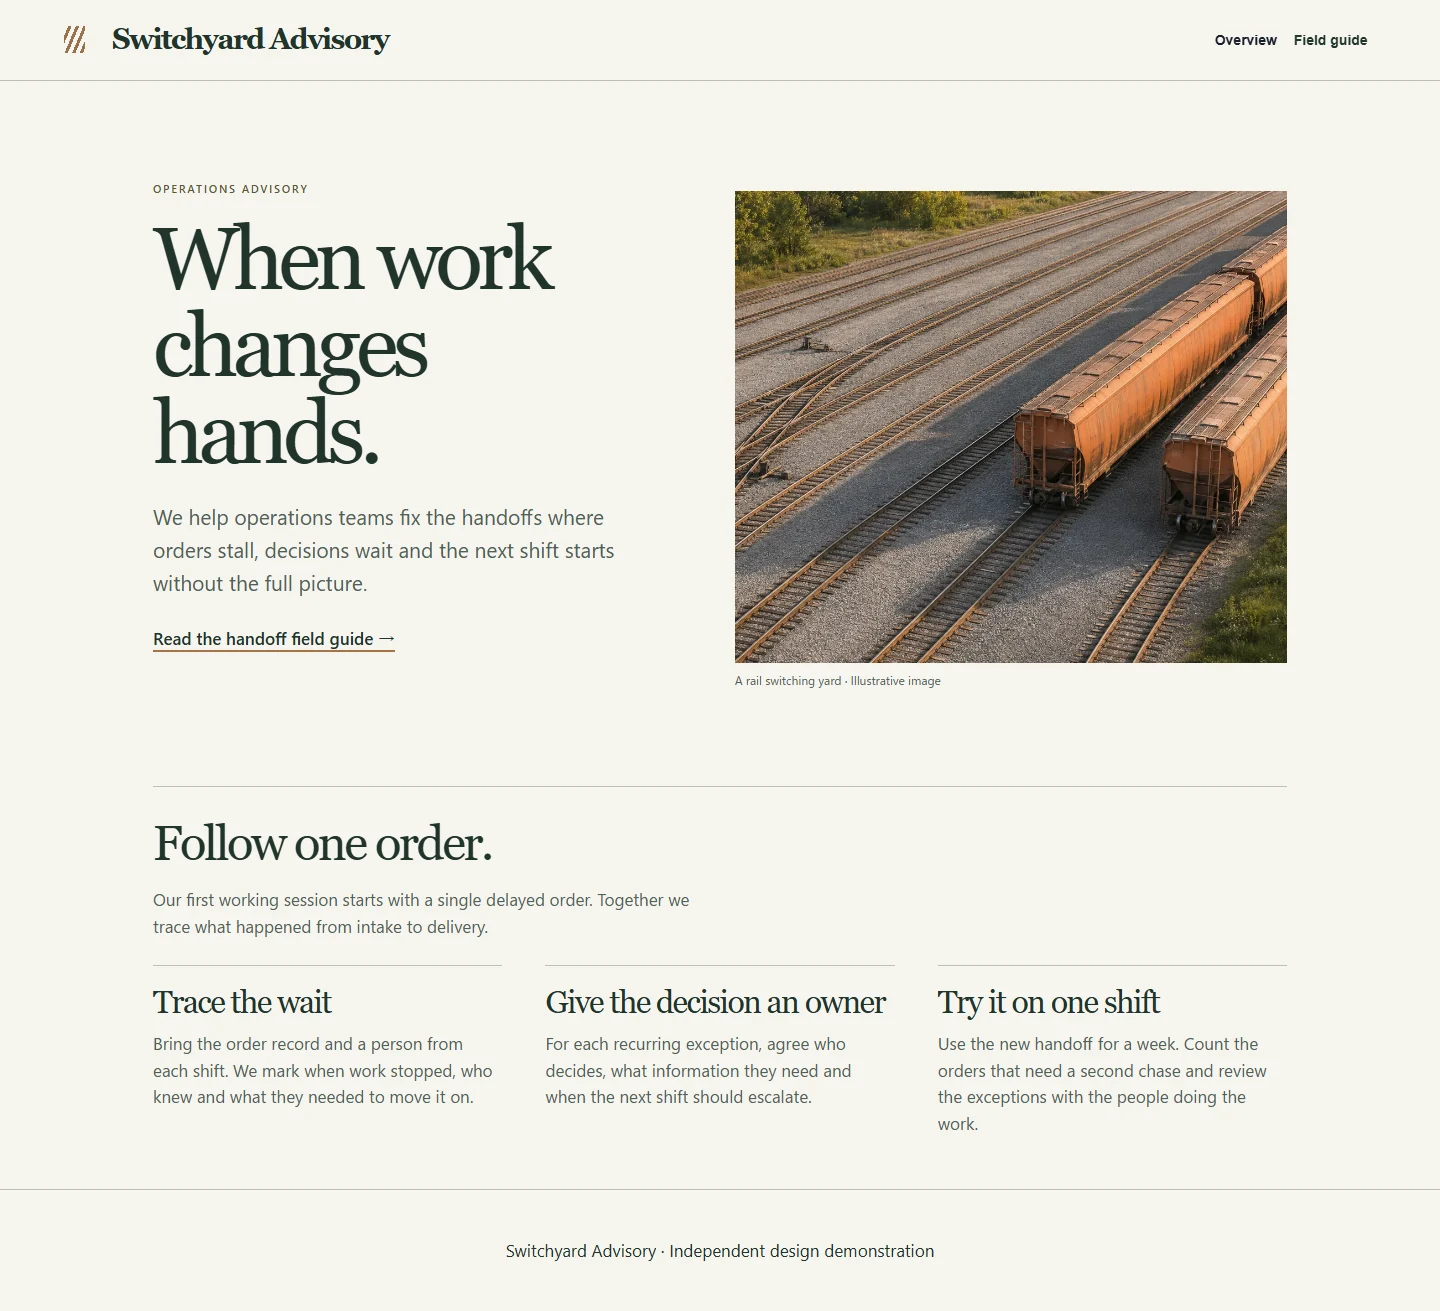 Switchyard Advisory
Overview
Field guide
OPERATIONS ADVISORY
When work
changes
hands.
We help operations teams fix the handoffs where
orders stall, decisions wait and the next shift starts
without the full picture.
Read the handoff field guide →
A rail switching yard · Illustrative image
Follow one order.
Our first working session starts with a single delayed order. Together we
trace what happened from intake to delivery.
Trace the wait
Bring the order record and a person from
each shift. We mark when work stopped, who
knew and what they needed to move it on.
Give the decision an owner
For each recurring exception, agree who
decides, what information they need and
when the next shift should escalate.
Try it on one shift
Use the new handoff for a week. Count the
orders that need a second chase and review
the exceptions with the people doing the
work.
Switchyard Advisory · Independent design demonstration